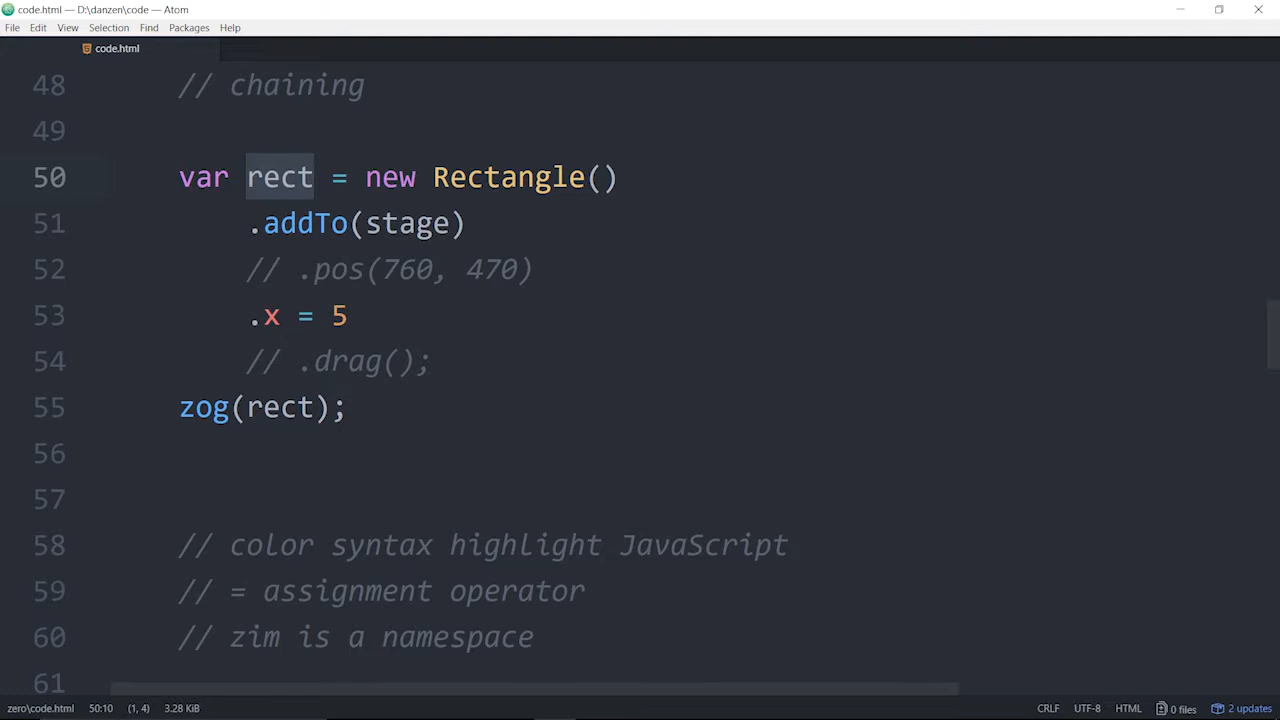 code.html — D:\danzen\code — Atom
File Edit View Selection Find Packages Help
code.html
48 // chaining
49
50 var rect = new Rectangle()
51 .addTo(stage)
52 // .pos(760, 470)
53 .x = 5
54 // .drag();
55 zog(rect);
56
57
58 // color syntax highlight JavaScript
59 // = assignment operator
60 // zim is a namespace
61
zero\code.html 50:10 (1, 4) 3.28 KiB CRLF UTF-8 HTML 0 files 2 updates